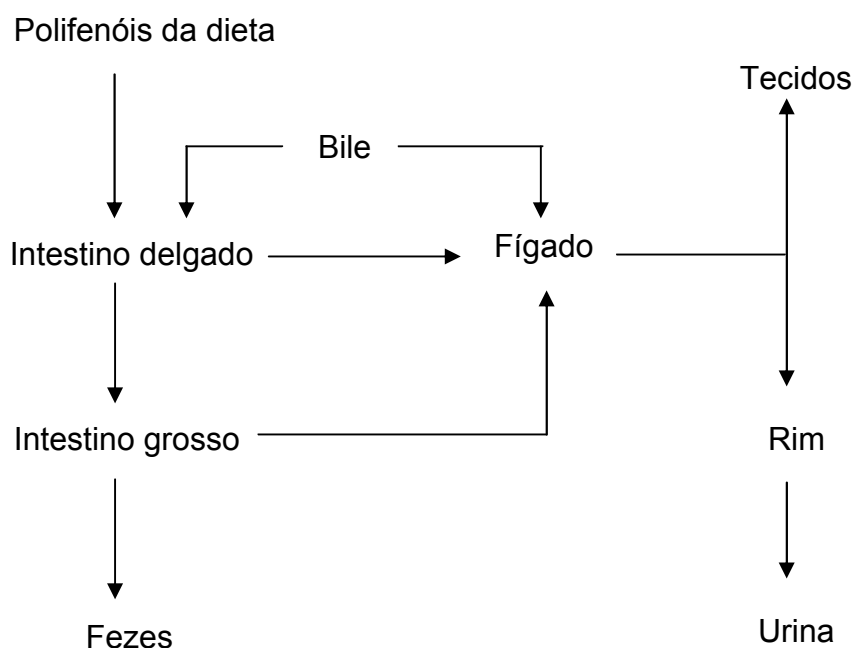 Polifenóis da dieta
Tecidos
Bile
Intestino delgado
Fígado
Intestino grosso
Rim
Fezes
Urina